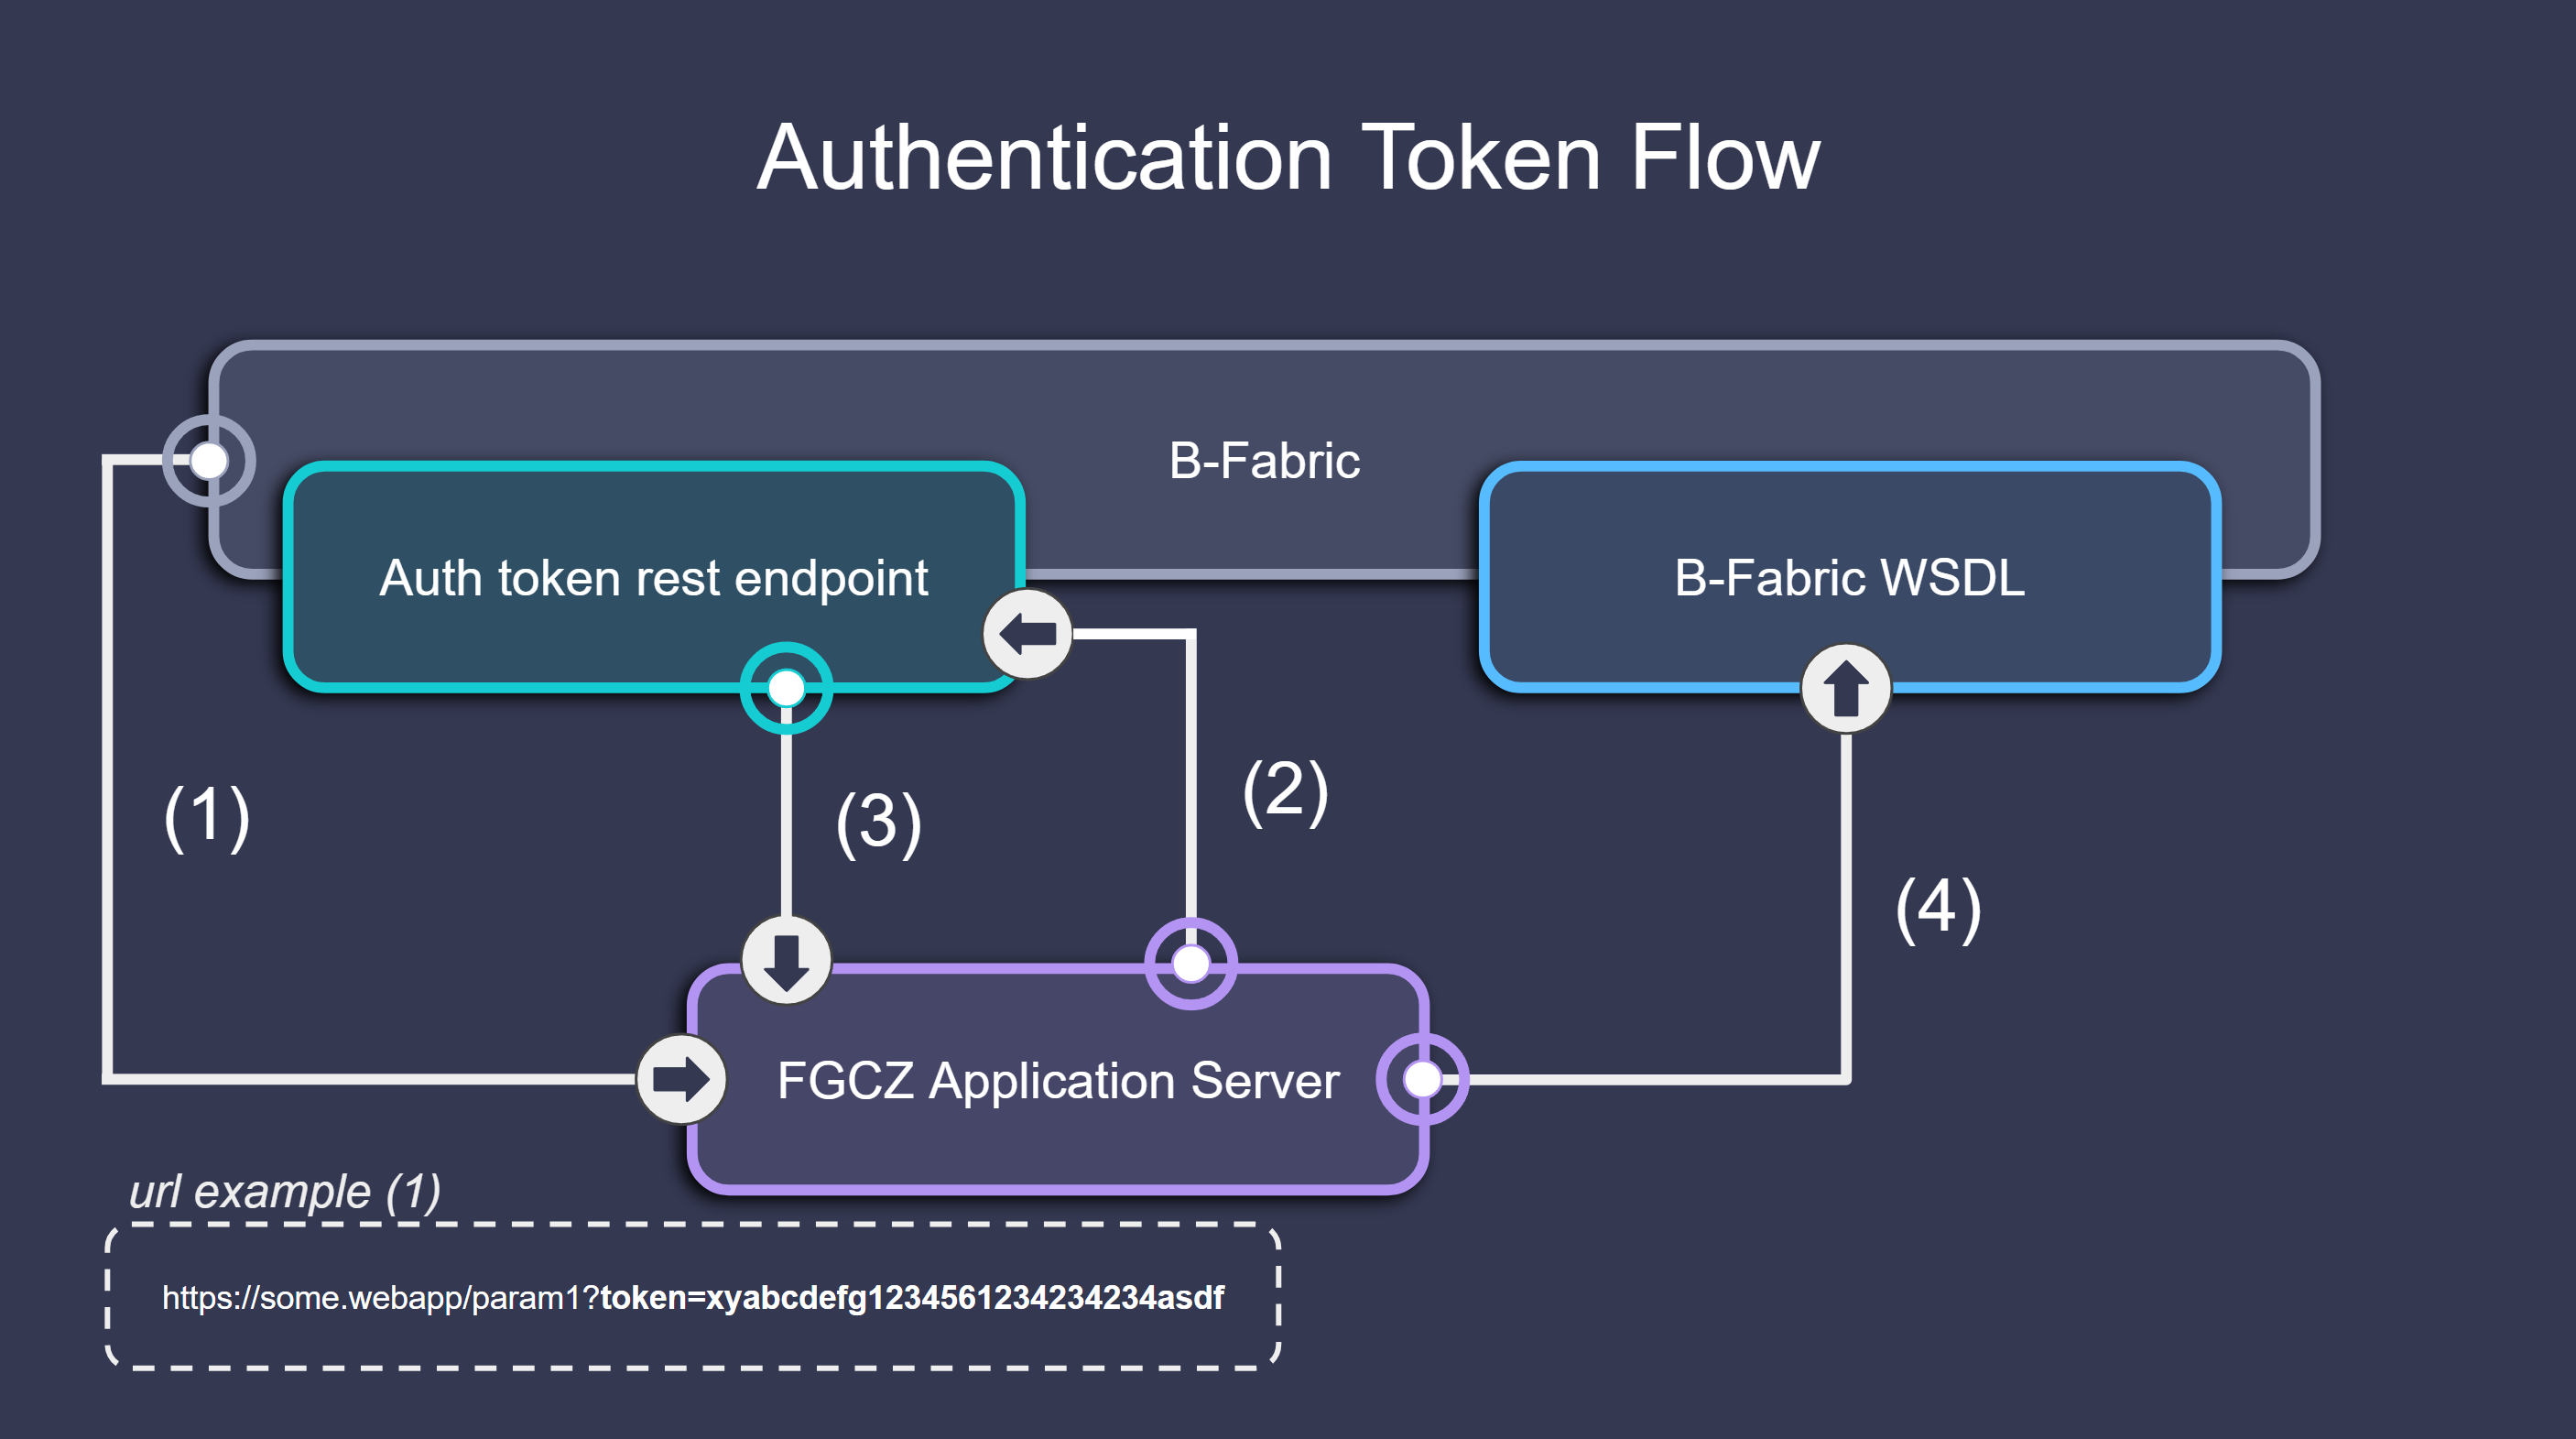 Authentication Token Flow
B-Fabric
Auth token rest endpoint
B-Fabric WSDL
(1)
(3)
(2)
(4)
FGCZ Application Server
url example (1)
https://some.webapp/param1?token=xyabcdefg1234561234234234asdf